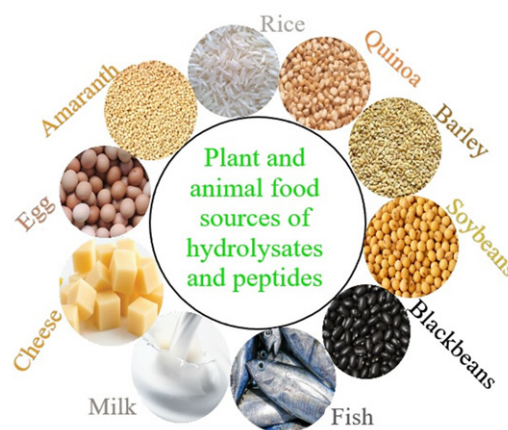 Rice
Quinoa
Barley
Soybeans
Blackbeans
Fish
Milk
Cheese
Egg
Amaranth
Plant and
animal food
sources of
hydrolysates
and peptides